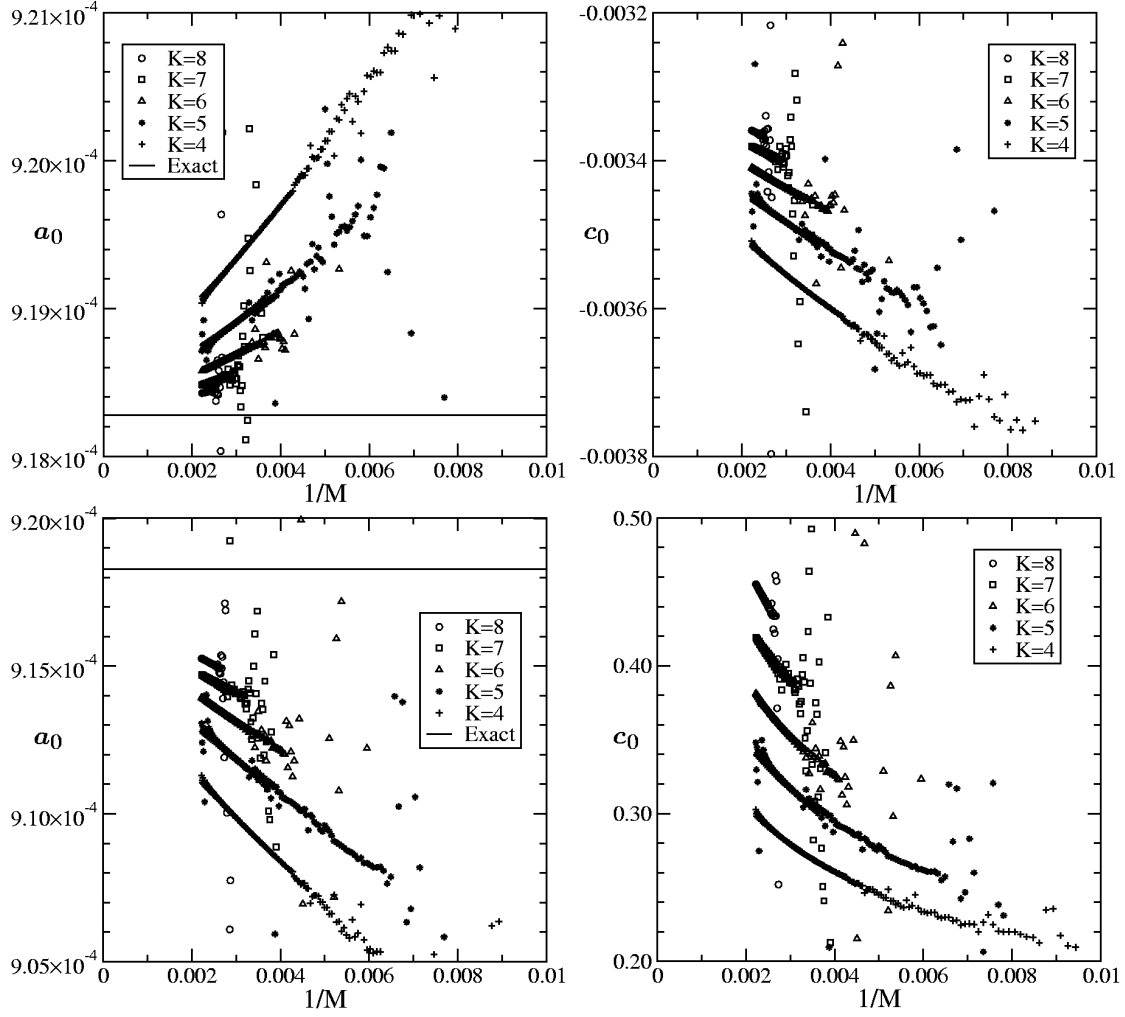 9.21×10⁻⁴
9.20×10⁻⁴
a₀
9.19×10⁻⁴
9.18×10⁻⁴
K=8
K=7
K=6
K=5
K=4
Exact
0 0.002 0.004 0.006 0.008 0.01
1/M
-0.0032
-0.0034
c₀
-0.0036
-0.0038
K=8
K=7
K=6
K=5
K=4
0 0.002 0.004 0.006 0.008 0.01
1/M
9.20×10⁻⁴
9.15×10⁻⁴
a₀
9.10×10⁻⁴
9.05×10⁻⁴
K=8
K=7
K=6
K=5
K=4
Exact
0 0.002 0.004 0.006 0.008 0.01
1/M
0.50
0.40
c₀
0.30
0.20
K=8
K=7
K=6
K=5
K=4
0 0.002 0.004 0.006 0.008 0.01
1/M